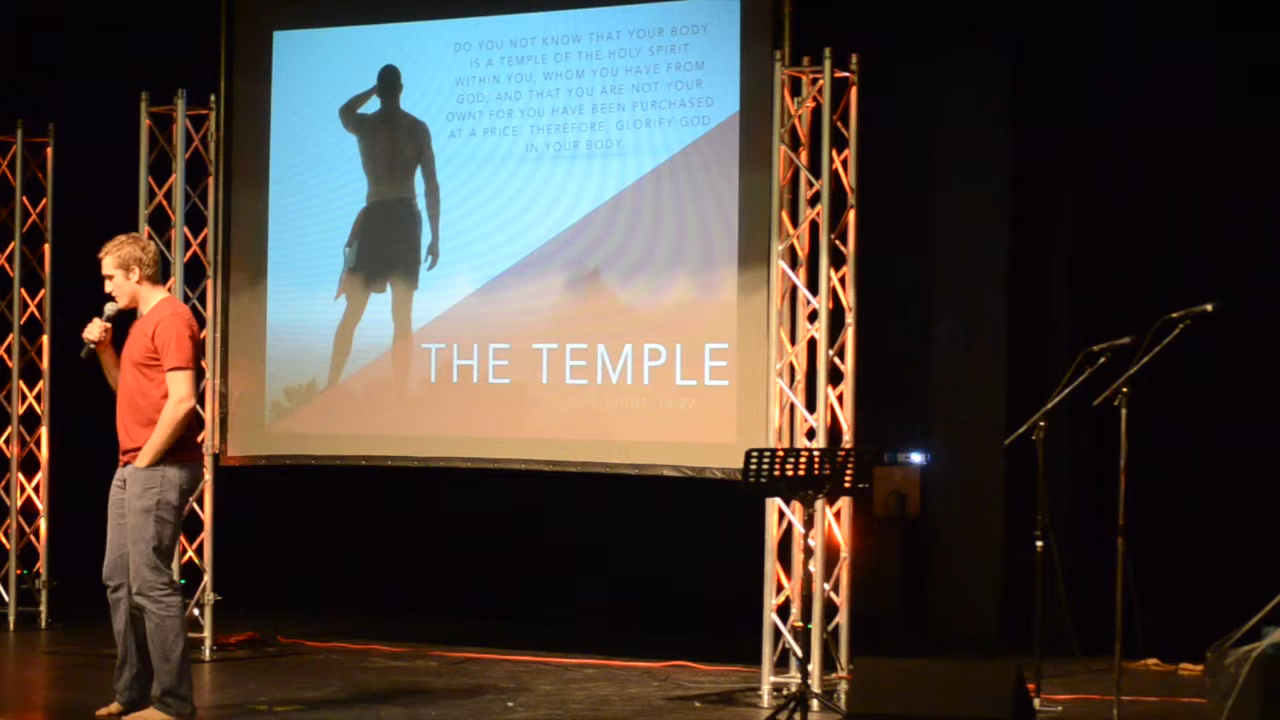 DO YOU NOT KNOW THAT YOUR BODY
IS A TEMPLE OF THE HOLY SPIRIT
WITHIN YOU, WHOM YOU HAVE FROM
GOD, AND THAT YOU ARE NOT YOUR
OWN? FOR YOU HAVE BEEN PURCHASED
AT A PRICE. THEREFORE, GLORIFY GOD
IN YOUR BODY.
THE TEMPLE